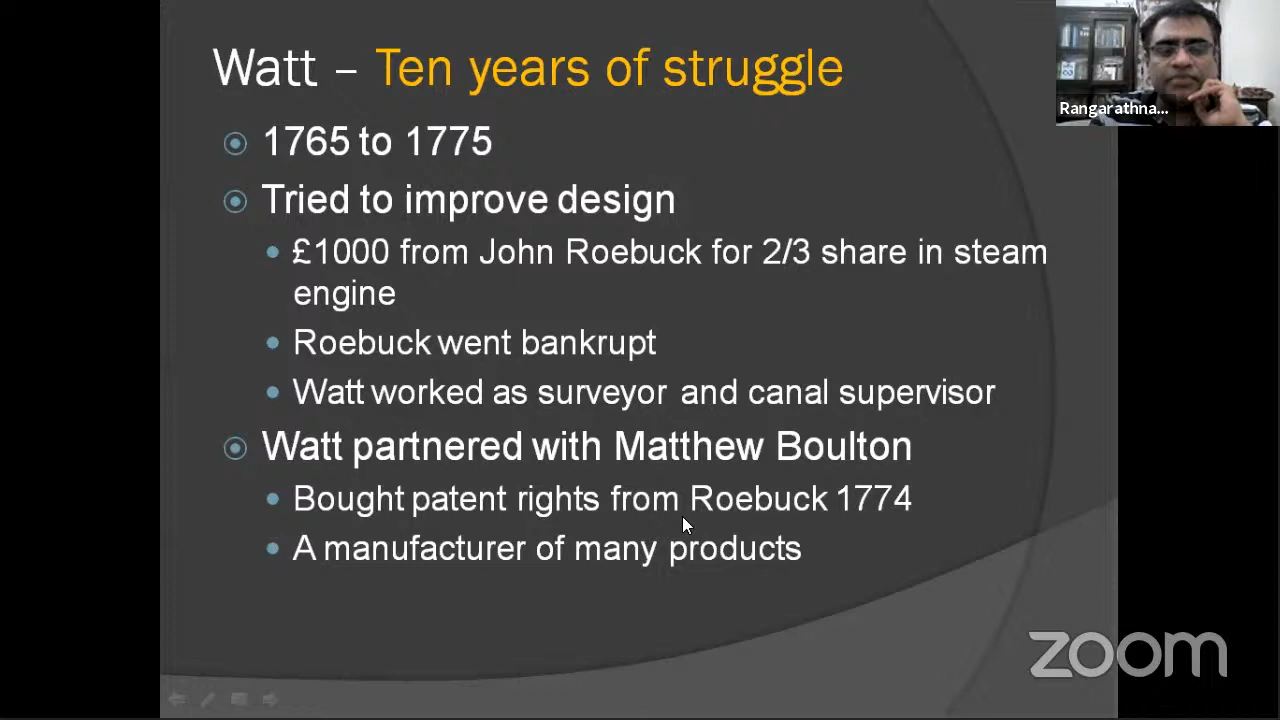 Watt – Ten years of struggle
Rangarathna...
1765 to 1775
Tried to improve design
£1000 from John Roebuck for 2/3 share in steam
engine
Roebuck went bankrupt
Watt worked as surveyor and canal supervisor
Watt partnered with Matthew Boulton
Bought patent rights from Roebuck 1774
A manufacturer of many products
zoom